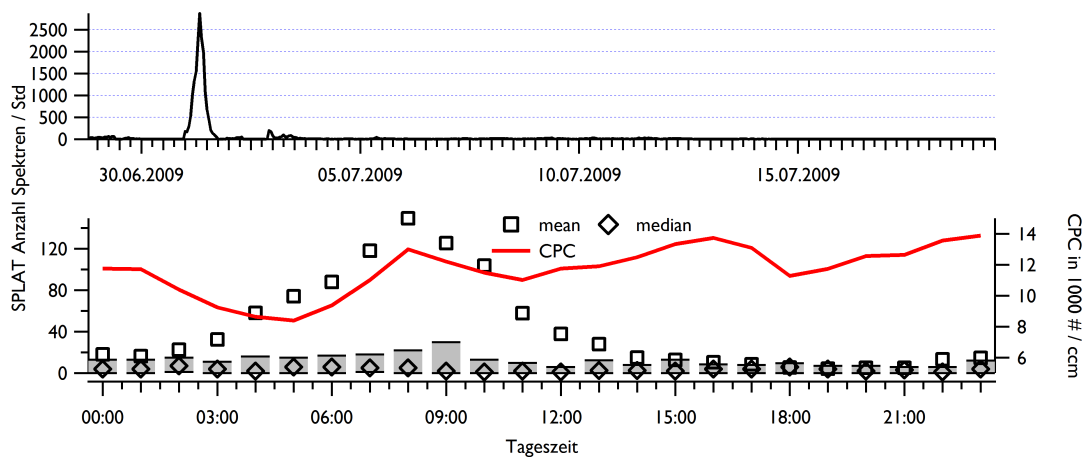 2500
2000
1500
1000
500
0
30.06.2009 05.07.2009 10.07.2009 15.07.2009
SPLAT Anzahl Spektren / Std
mean median
CPC
120
80
40
0
14
12
10
8
6
CPC in 1000 # / ccm
00:00 03:00 06:00 09:00 12:00 15:00 18:00 21:00
Tageszeit